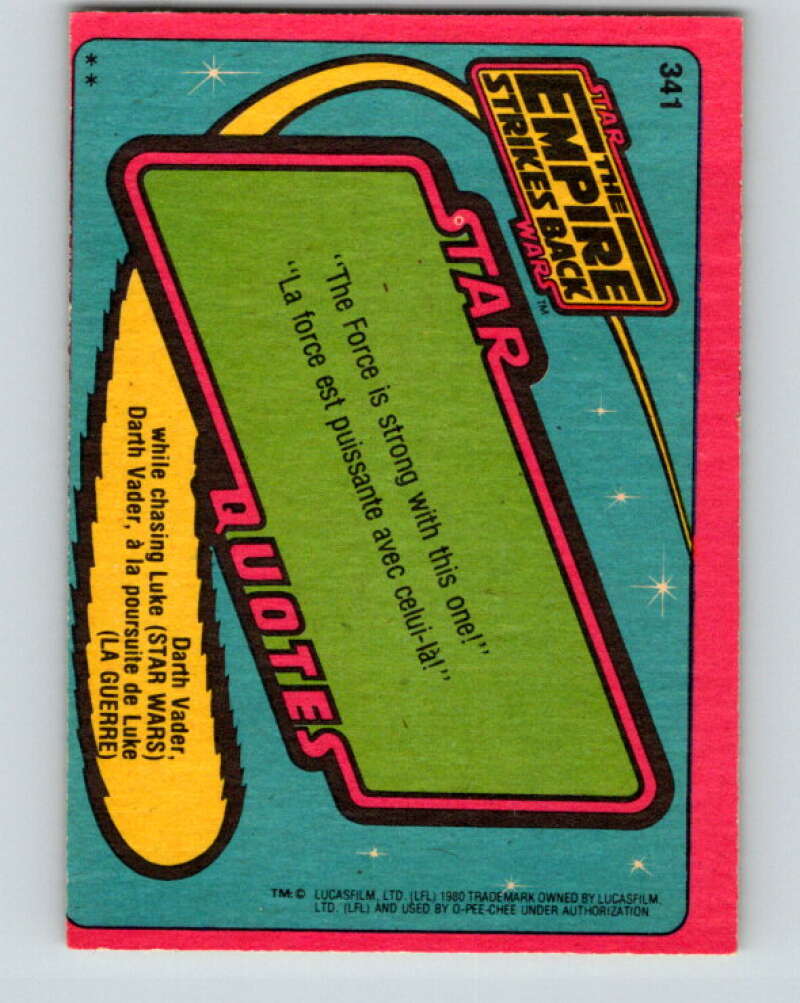 341
STAR
THE
EMPIRE
STRIKES BACK
WARS™
STAR
"The Force is strong with this one!"
"La force est puissante avec celui-là!"
QUOTES
Darth Vader,
while chasing Luke (STAR WARS)
Darth Vader, à la poursuite de Luke
(LA GUERRE)
**
TM: © LUCASFILM, LTD. (LFL) 1980 TRADEMARK OWNED BY LUCASFILM,
LTD. (LFL) AND USED BY O-PEE-CHEE UNDER AUTHORIZATION